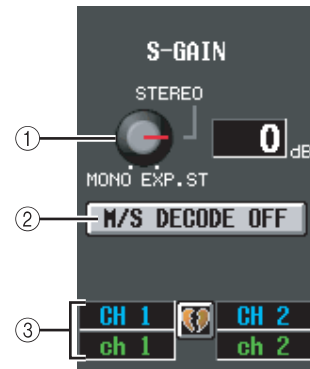 S-GAIN
STEREO
① 0 dB
MONO EXP.ST
② M/S DECODE OFF
③ CH 1 CH 2
ch 1 ch 2